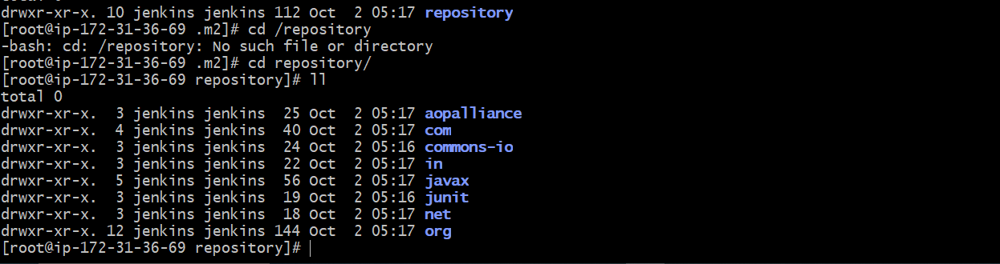 drwxr-xr-x. 10 jenkins jenkins 112 Oct  2 05:17 repository
[root@ip-172-31-36-69 .m2]# cd /repository
-bash: cd: /repository: No such file or directory
[root@ip-172-31-36-69 .m2]# cd repository/
[root@ip-172-31-36-69 repository]# ll
total 0
drwxr-xr-x.  3 jenkins jenkins  25 Oct  2 05:17 aopalliance
drwxr-xr-x.  4 jenkins jenkins  40 Oct  2 05:17 com
drwxr-xr-x.  3 jenkins jenkins  24 Oct  2 05:16 commons-io
drwxr-xr-x.  3 jenkins jenkins  22 Oct  2 05:17 in
drwxr-xr-x.  5 jenkins jenkins  56 Oct  2 05:17 javax
drwxr-xr-x.  3 jenkins jenkins  19 Oct  2 05:16 junit
drwxr-xr-x.  3 jenkins jenkins  18 Oct  2 05:17 net
drwxr-xr-x. 12 jenkins jenkins 144 Oct  2 05:17 org
[root@ip-172-31-36-69 repository]#